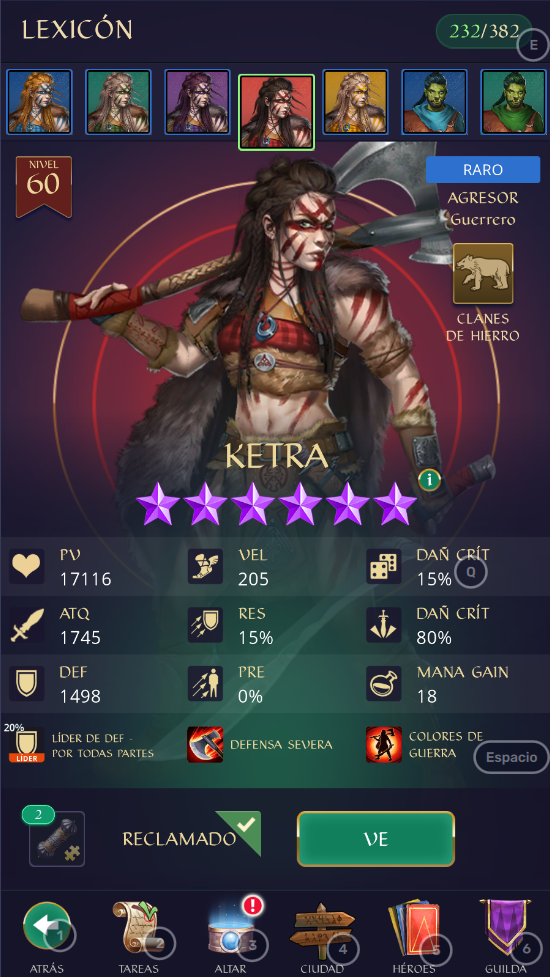 LEXICÓN
232/382
E
NIVEL
60
RARO
AGRESOR
Guerrero
CLANES
DE HIERRO
KETRA
i
PV
17116
VEL
205
DAÑ CRÍT
15%
Q
ATQ
1745
RES
15%
DAÑ CRÍT
80%
DEF
1498
PRE
0%
MANA GAIN
18
20%
LÍDER
LÍDER DE DEF -
POR TODAS PARTES
DEFENSA SEVERA
COLORES DE
GUERRA
Espacio
2
RECLAMADO
VE
!
1
2
3
4
5
6
ATRÁS
TAREAS
ALTAR
CIUDAD
HÉROES
GUILDA